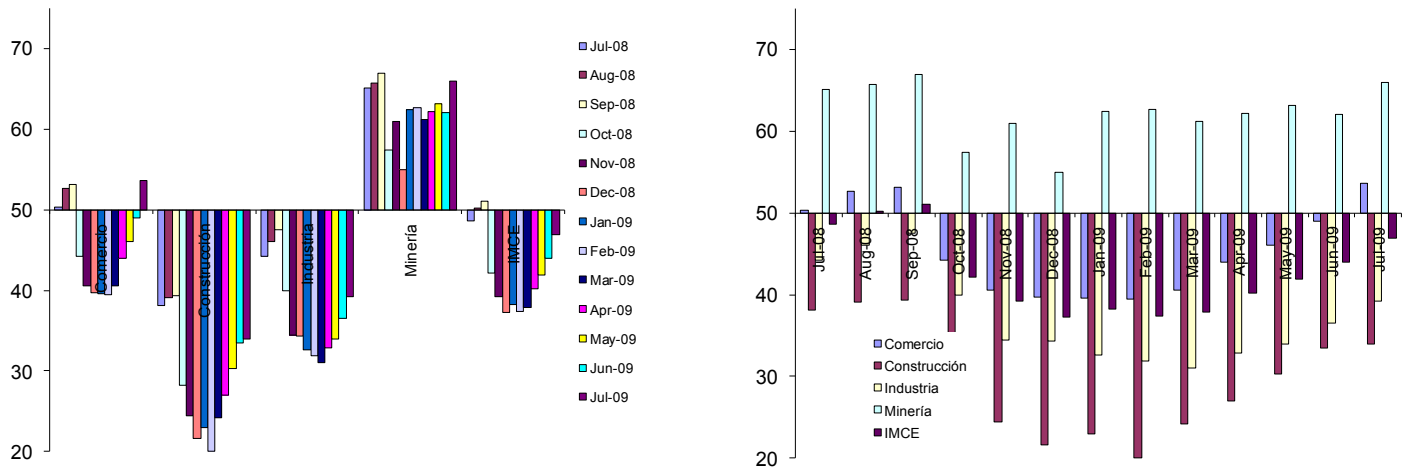 70
60
50
40
30
20
Comercio
Construcción
Industria
Minería
IMCE
Jul-08
Aug-08
Sep-08
Oct-08
Nov-08
Dec-08
Jan-09
Feb-09
Mar-09
Apr-09
May-09
Jun-09
Jul-09
70
60
50
40
30
20
Jul-08
Aug-08
Sep-08
Oct-08
Nov-08
Dec-08
Jan-09
Feb-09
Mar-09
Apr-09
May-09
Jun-09
Jul-09
Comercio
Construcción
Industria
Minería
IMCE